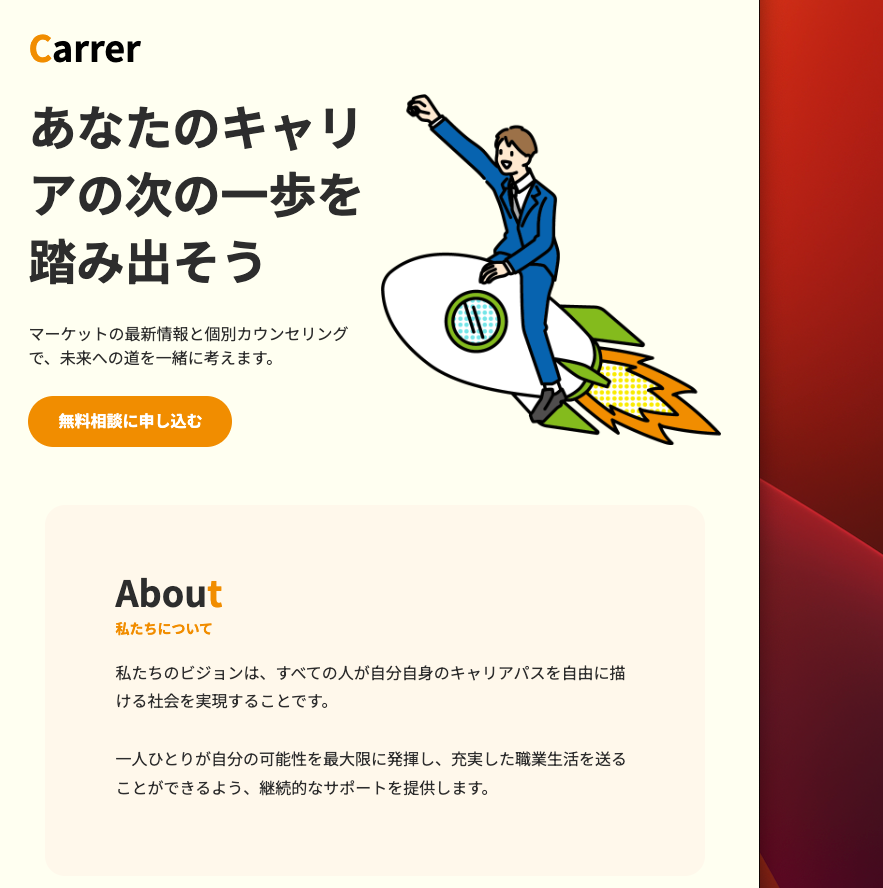 Carrer
あなたのキャリ
アの次の一歩を
踏み出そう
マーケットの最新情報と個別カウンセリング
で、未来への道を一緒に考えます。
無料相談に申し込む
About
私たちについて
私たちのビジョンは、すべての人が自分自身のキャリアパスを自由に描
ける社会を実現することです。
一人ひとりが自分の可能性を最大限に発揮し、充実した職業生活を送る
ことができるよう、継続的なサポートを提供します。